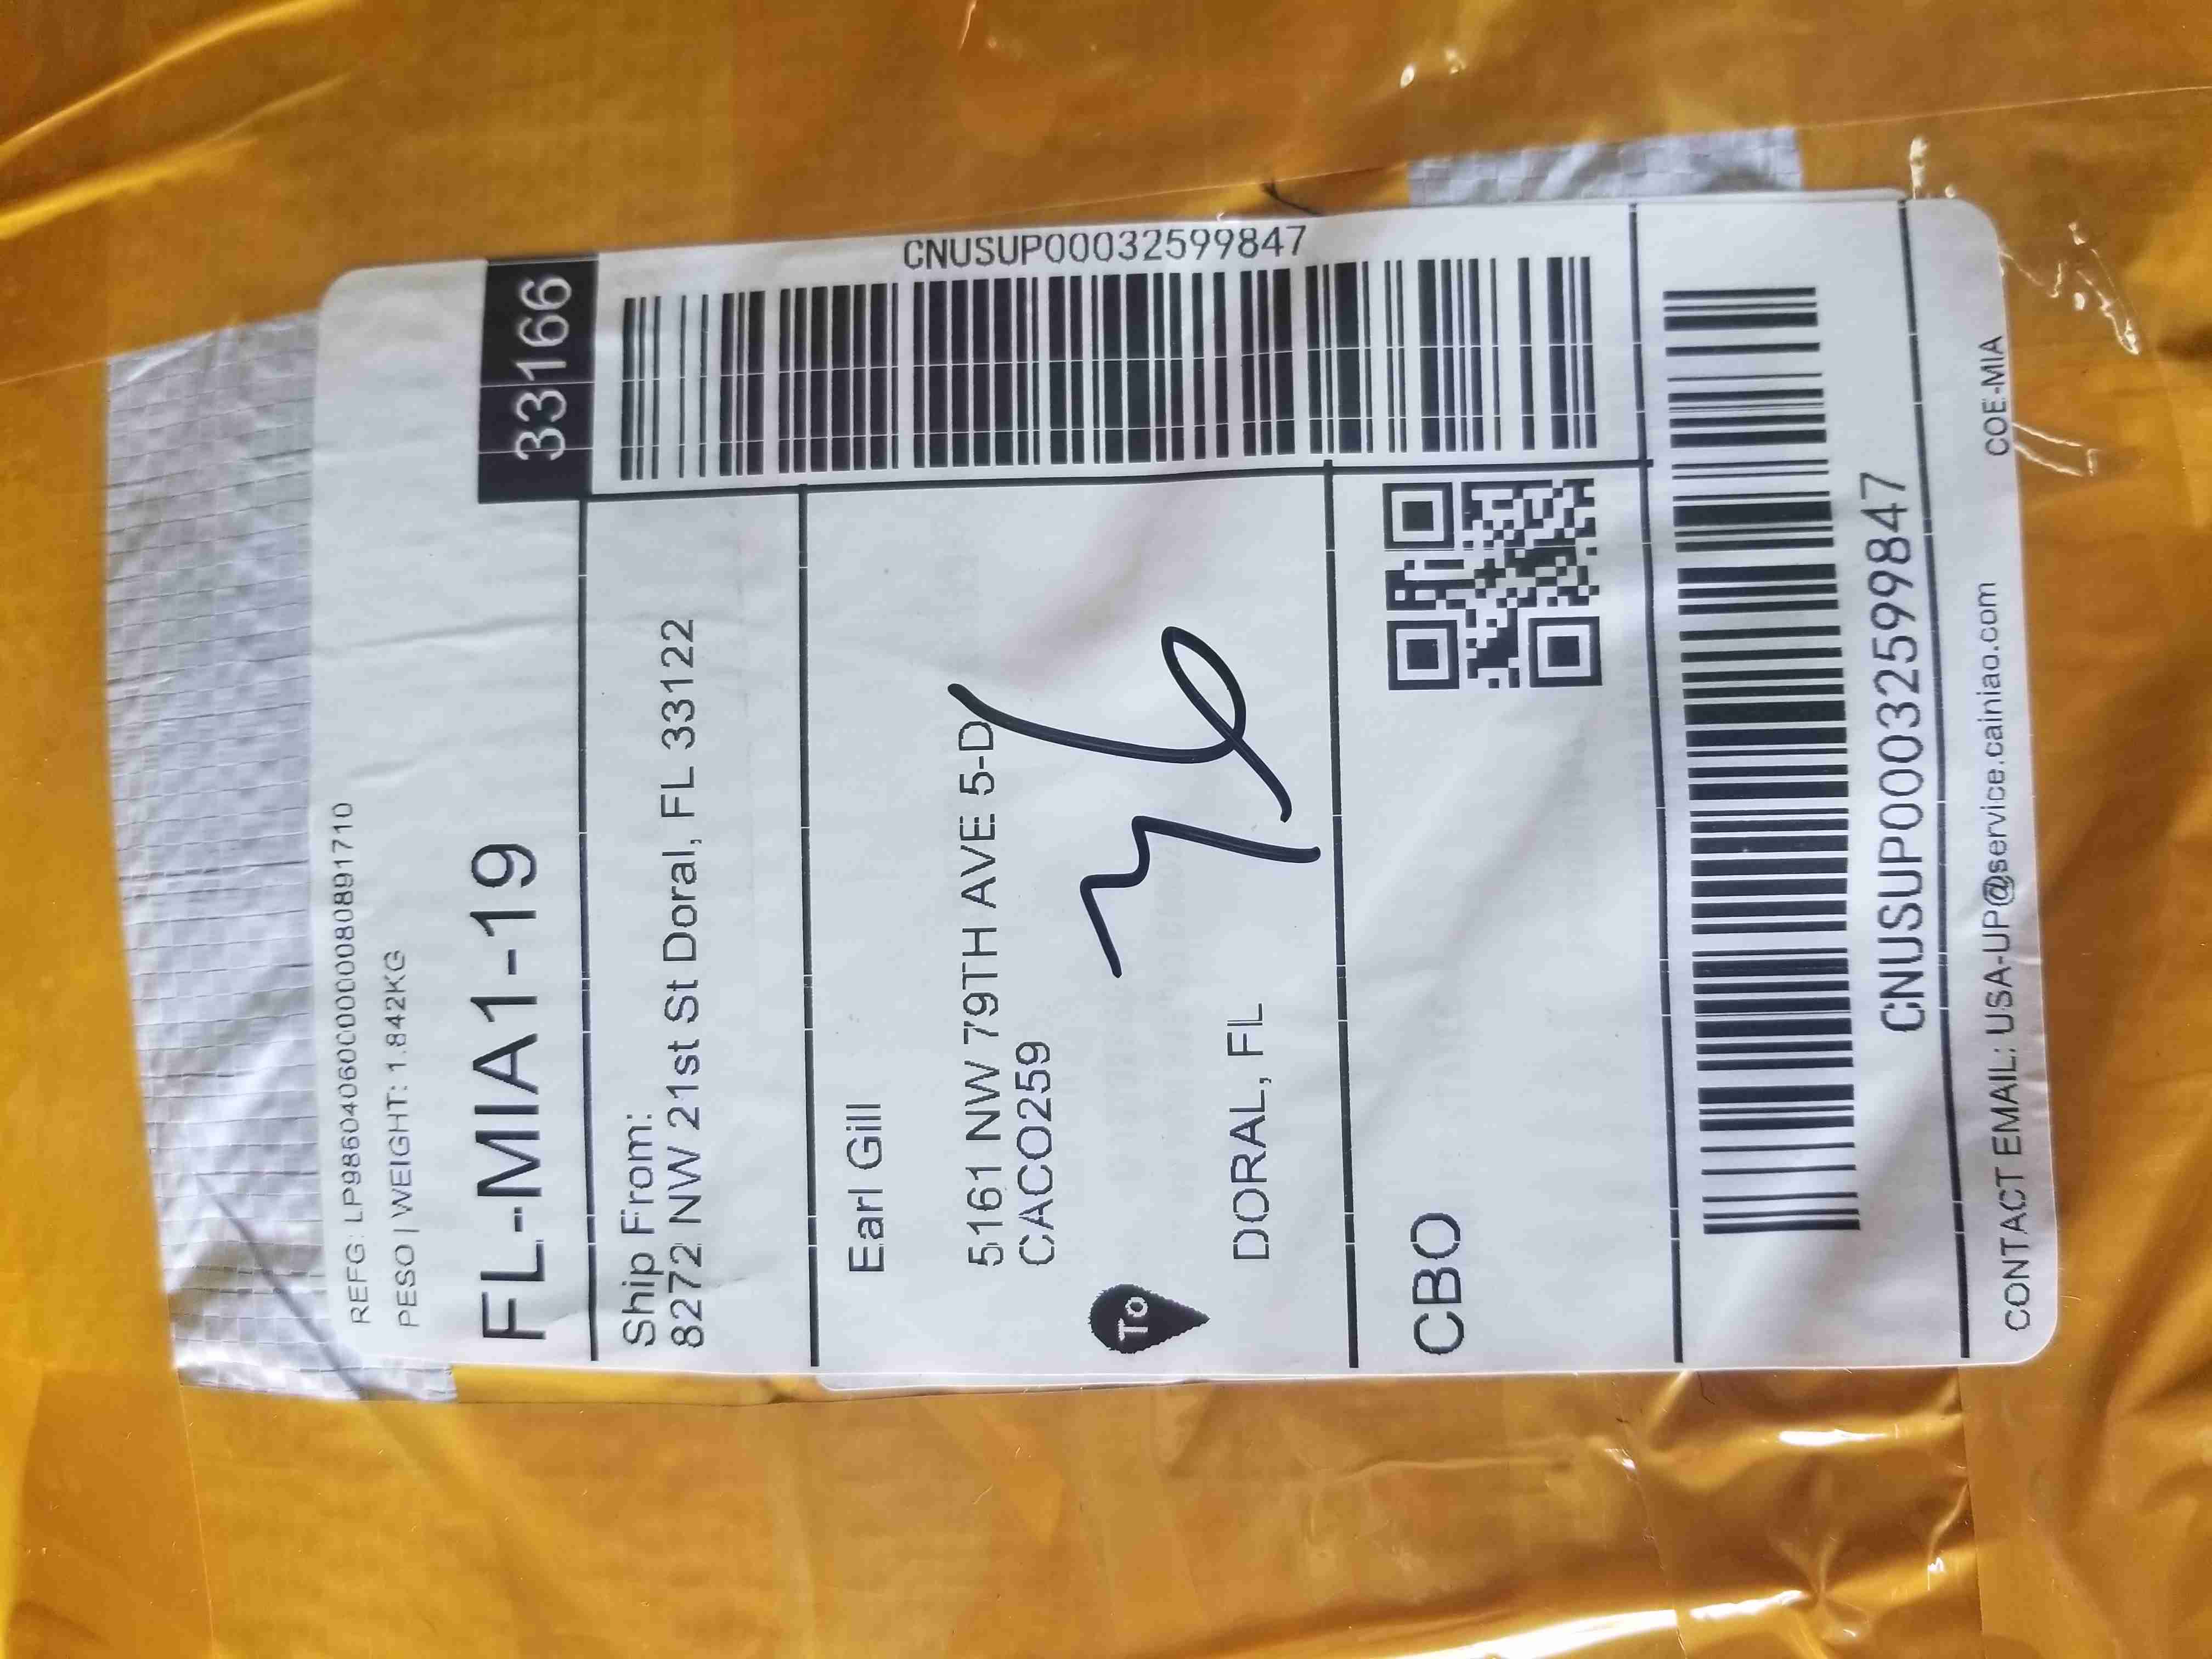 REFG: LP9860406000000080891710
PESO | WEIGHT: 1.842KG
FL-MIA1-19
33166
Ship From:
8272 NW 21st St Doral, FL 33122
CNUSUP00032599847
Earl Gill
5161 NW 79TH AVE 5-D
CACO259
To
DORAL, FL
CBO
CNUSUP00032599847
CONTACT EMAIL: USA-UP@service.cainiao.com COE-MIA